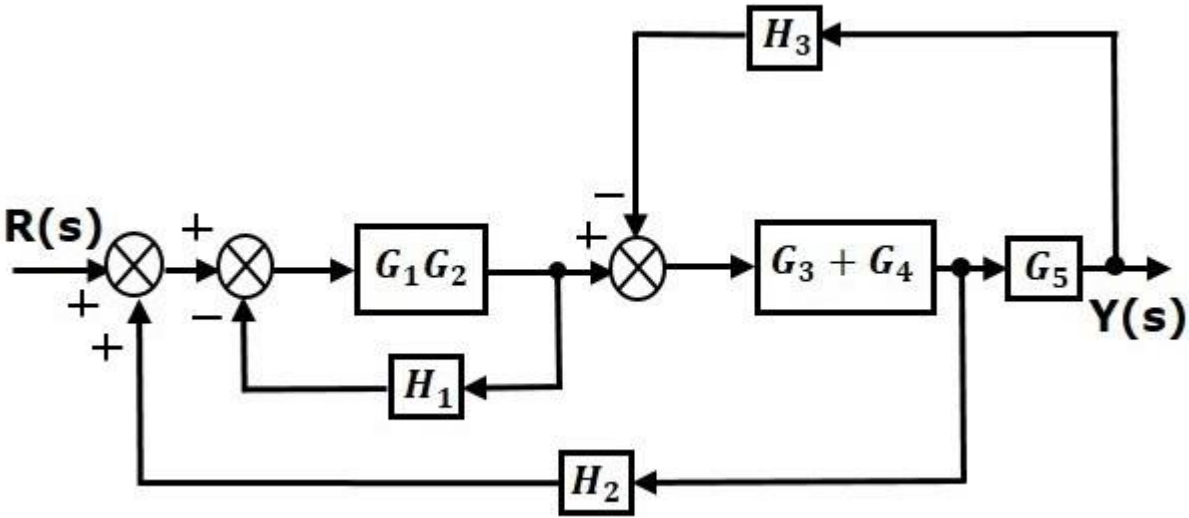 H₃
−
R(s)
+
+
G₁G₂
G₃ + G₄
G₅
+
−
Y(s)
+
H₁
H₂